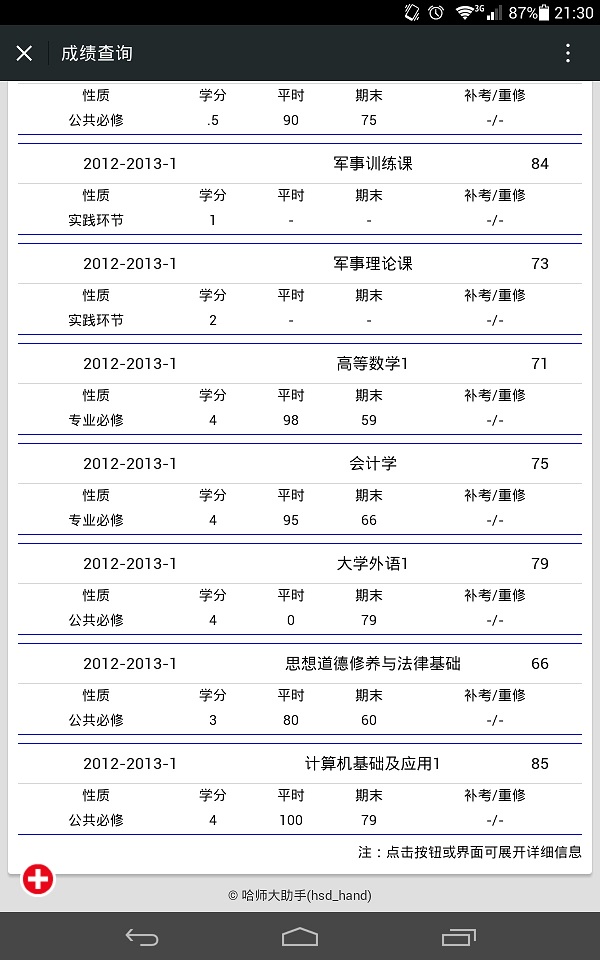 3G 87% 21:30
成绩查询
性质 学分 平时 期末 补考/重修
公共必修 .5 90 75 -/-
2012-2013-1 军事训练课 84
性质 学分 平时 期末 补考/重修
实践环节 1 - - -/-
2012-2013-1 军事理论课 73
性质 学分 平时 期末 补考/重修
实践环节 2 - - -/-
2012-2013-1 高等数学1 71
性质 学分 平时 期末 补考/重修
专业必修 4 98 59 -/-
2012-2013-1 会计学 75
性质 学分 平时 期末 补考/重修
专业必修 4 95 66 -/-
2012-2013-1 大学外语1 79
性质 学分 平时 期末 补考/重修
公共必修 4 0 79 -/-
2012-2013-1 思想道德修养与法律基础 66
性质 学分 平时 期末 补考/重修
公共必修 3 80 60 -/-
2012-2013-1 计算机基础及应用1 85
性质 学分 平时 期末 补考/重修
公共必修 4 100 79 -/-
注：点击按钮或界面可展开详细信息
© 哈师大助手(hsd_hand)